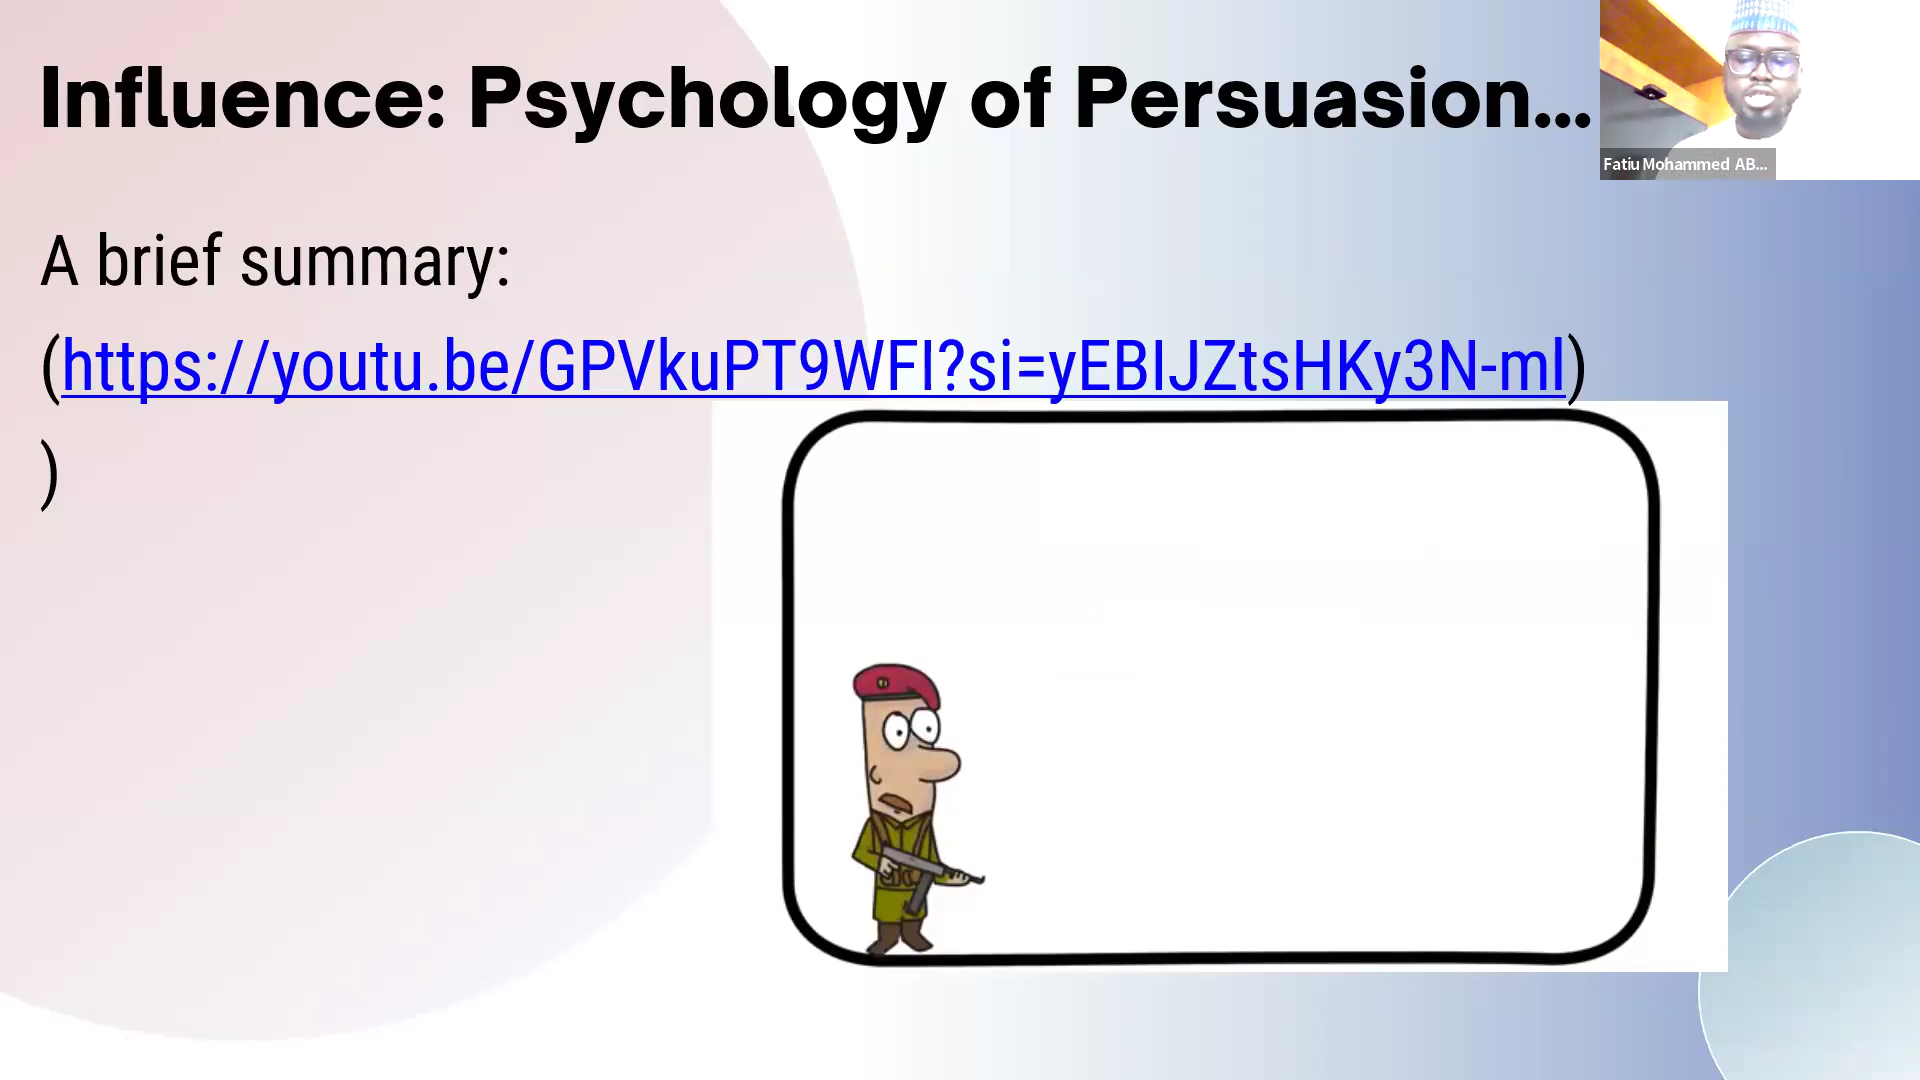 Influence: Psychology of Persuasion...
Fatiu Mohammed AB...
A brief summary:
(https://youtu.be/GPVkuPT9WFI?si=yEBIJZtsHKy3N-ml)
)